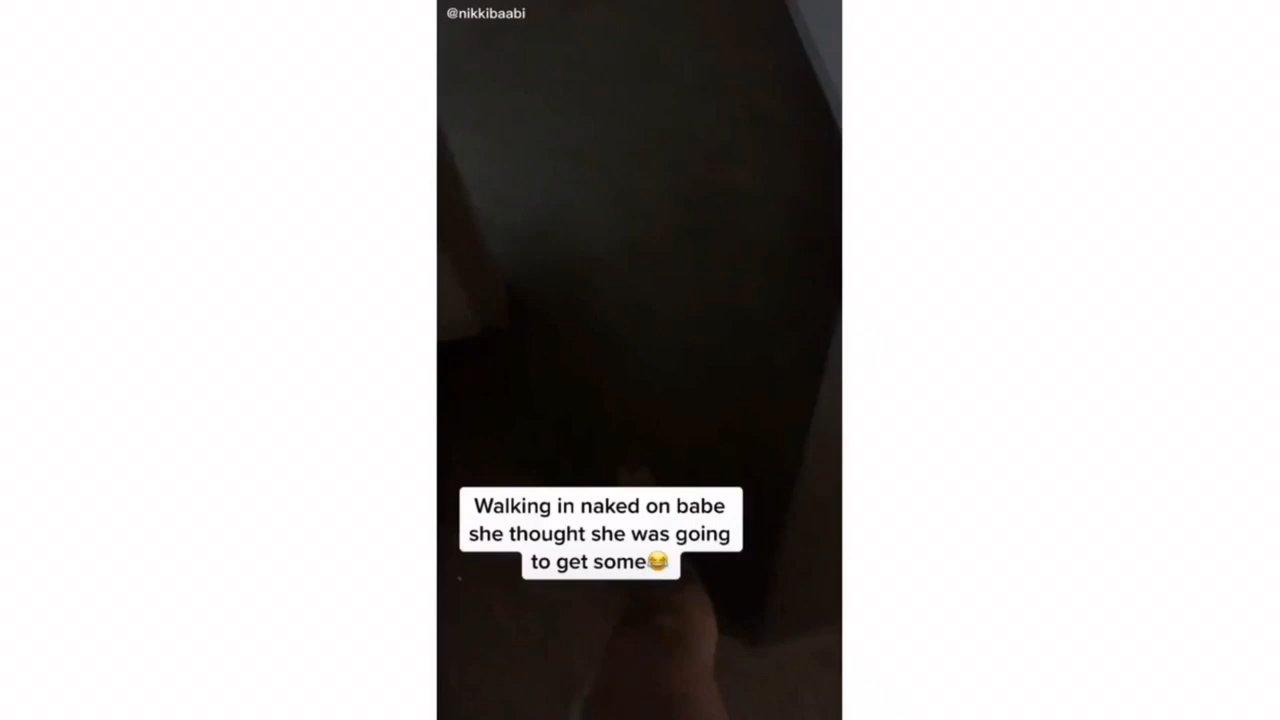 @nikkibaabi
Walking in naked on babe
she thought she was going
to get some😂